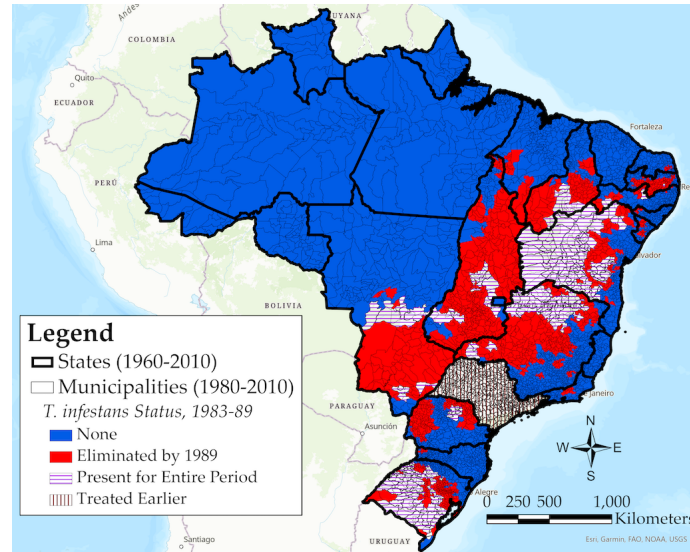 Andes
GUYANA
COLOMBIA
Quito
ECUADOR
Fortaleza
Re
PERÚ
Lima
alvador
BOLIVIA
Legend
States (1960-2010)
Municipalities (1980-2010)
T. infestans Status, 1983-89
None
Eliminated by 1989
Present for Entire Period
Treated Earlier
PARAGUAY
Asunción
e Janeiro
N
W E
S
Alegre
0 250 500 1,000
Kilometers
URUGUAY
Santiago
Esri, Garmin, FAO, NOAA, USGS